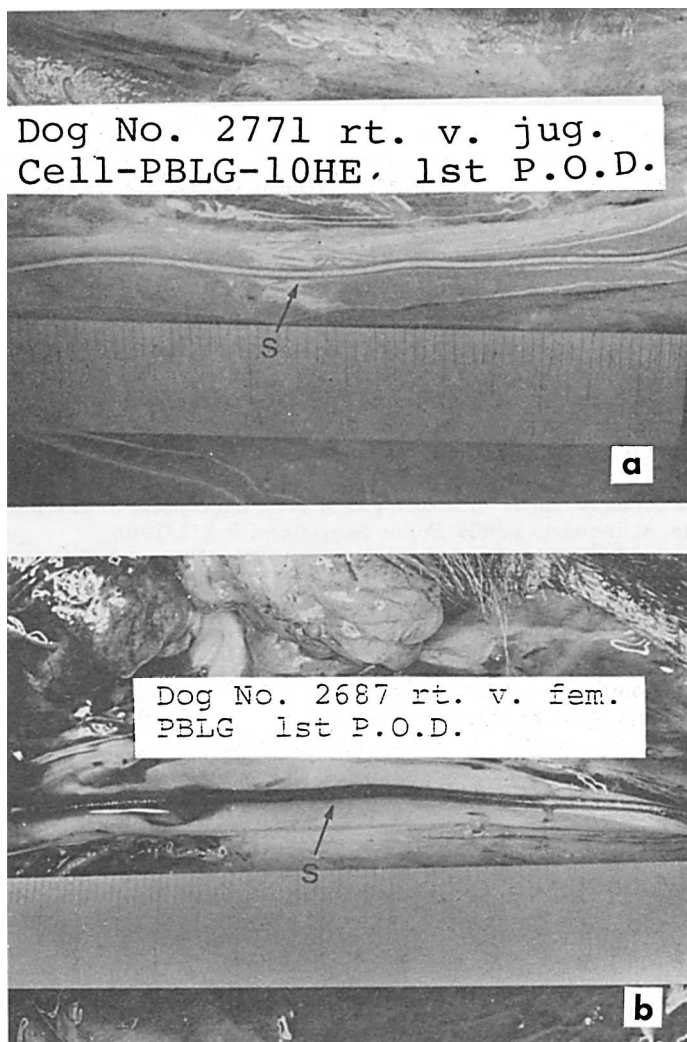 Dog No. 2771 rt. v. jug.
Cell-PBLG-10HE, 1st P.O.D.
S
a
Dog No. 2687 rt. v. fem.
PBLG 1st P.O.D.
S
b